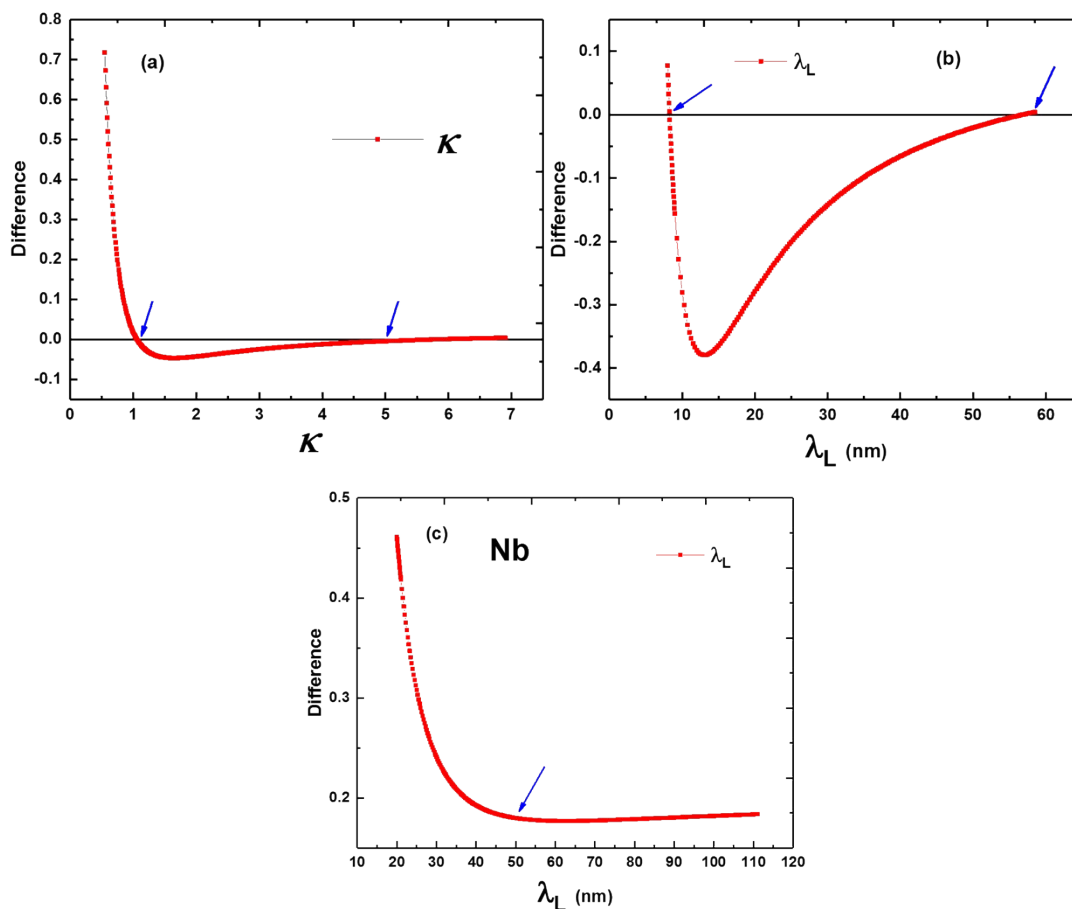 0.8
0.7
0.6
0.5
0.4
0.3
0.2
0.1
0.0
-0.1
Difference
(a)
κ
0 1 2 3 4 5 6 7
κ
0.1
0.0
-0.1
-0.2
-0.3
-0.4
Difference
λL
(b)
0 10 20 30 40 50 60
λL (nm)
0.5
0.4
0.3
0.2
Difference
(c)
Nb
λL
10 20 30 40 50 60 70 80 90 100 110 120
λL (nm)